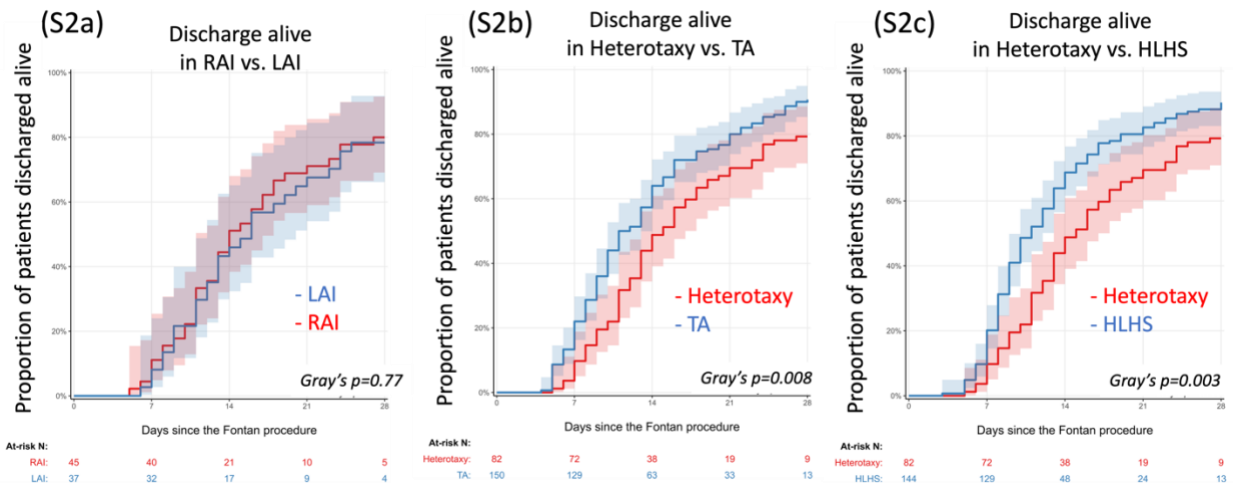 (S2a)
Discharge alive
in RAI vs. LAI
Proportion of patients discharged alive
100%
80%
60%
40%
20%
0%
- LAI
- RAI
Gray's p=0.77
0 7 14 21 28
Days since the Fontan procedure
At-risk N:
RAI: 45 40 21 10 5
LAI: 37 32 17 9 4
(S2b)
Discharge alive
in Heterotaxy vs. TA
Proportion of patients discharged alive
100%
80%
60%
40%
20%
0%
- Heterotaxy
- TA
Gray's p=0.008
0 7 14 21 28
Days since the Fontan procedure
At-risk N:
Heterotaxy: 82 72 38 19 9
TA: 150 129 63 33 13
(S2c)
Discharge alive
in Heterotaxy vs. HLHS
Proportion of patients discharged alive
100%
80%
60%
40%
20%
0%
- Heterotaxy
- HLHS
Gray's p=0.003
0 7 14 21 28
Days since the Fontan procedure
At-risk N:
Heterotaxy: 82 72 38 19 9
HLHS: 144 129 48 24 13